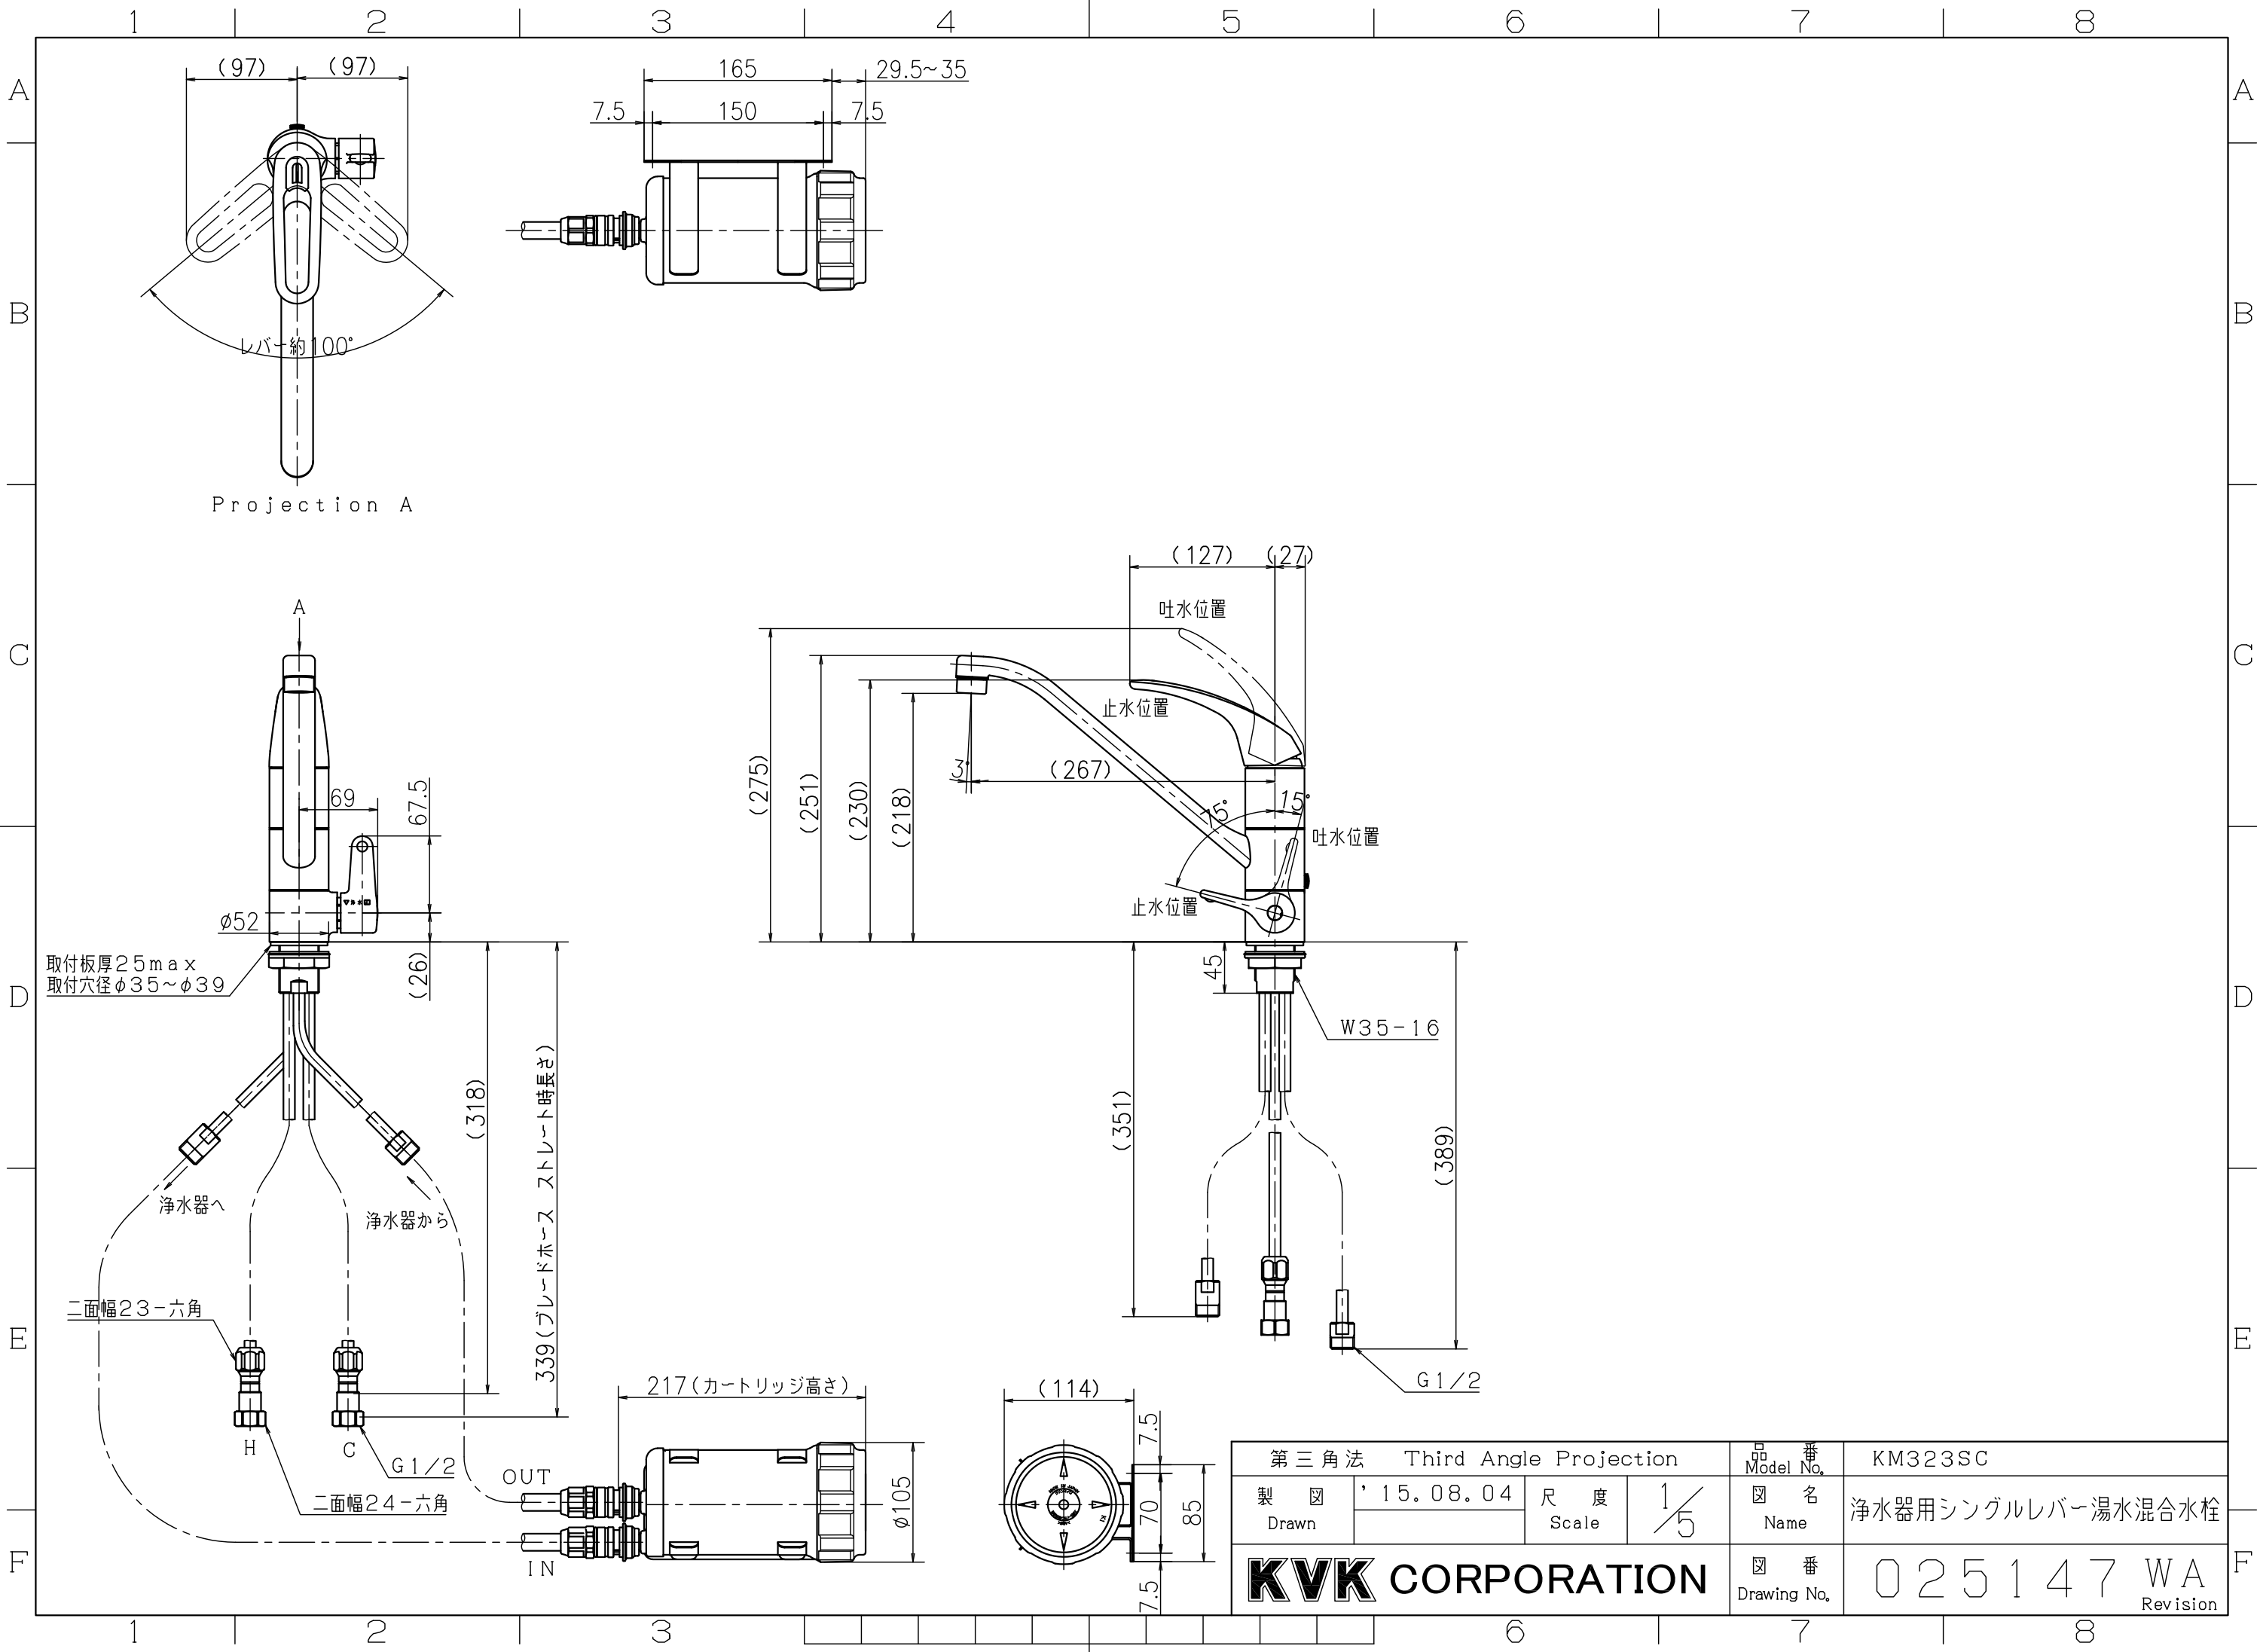 1 2 3 4 5 6 7 8
A A
B B
C C
D D
E E
F F
(97) (97)
レバー約100°
Projection A
165 29.5~35
7.5 150 7.5
A
69
67.5
φ52
(26)
取付板厚25max
取付穴径φ35~φ39
(318)
339(ブレードホース ストレート時長さ)
浄水器へ
浄水器から
二面幅23-六角
H
C
G1/2
二面幅24-六角
OUT
IN
217(カートリッジ高さ)
φ105
(114)
7.5
70
85
7.5
(127) (27)
吐水位置
止水位置
(275)
(251)
(230)
(218)
3°
(267)
75°
15°
吐水位置
止水位置
45
W35-16
(351)
(389)
G1/2
第三角法 Third Angle Projection
品番 Model No. KM323SC
製図 Drawn '15.08.04
尺度 Scale 1/5
図名 Name 浄水器用シングルレバー湯水混合水栓
KVK CORPORATION
図番 Drawing No. 025147 WA
Revision
1 2 3 6 7 8